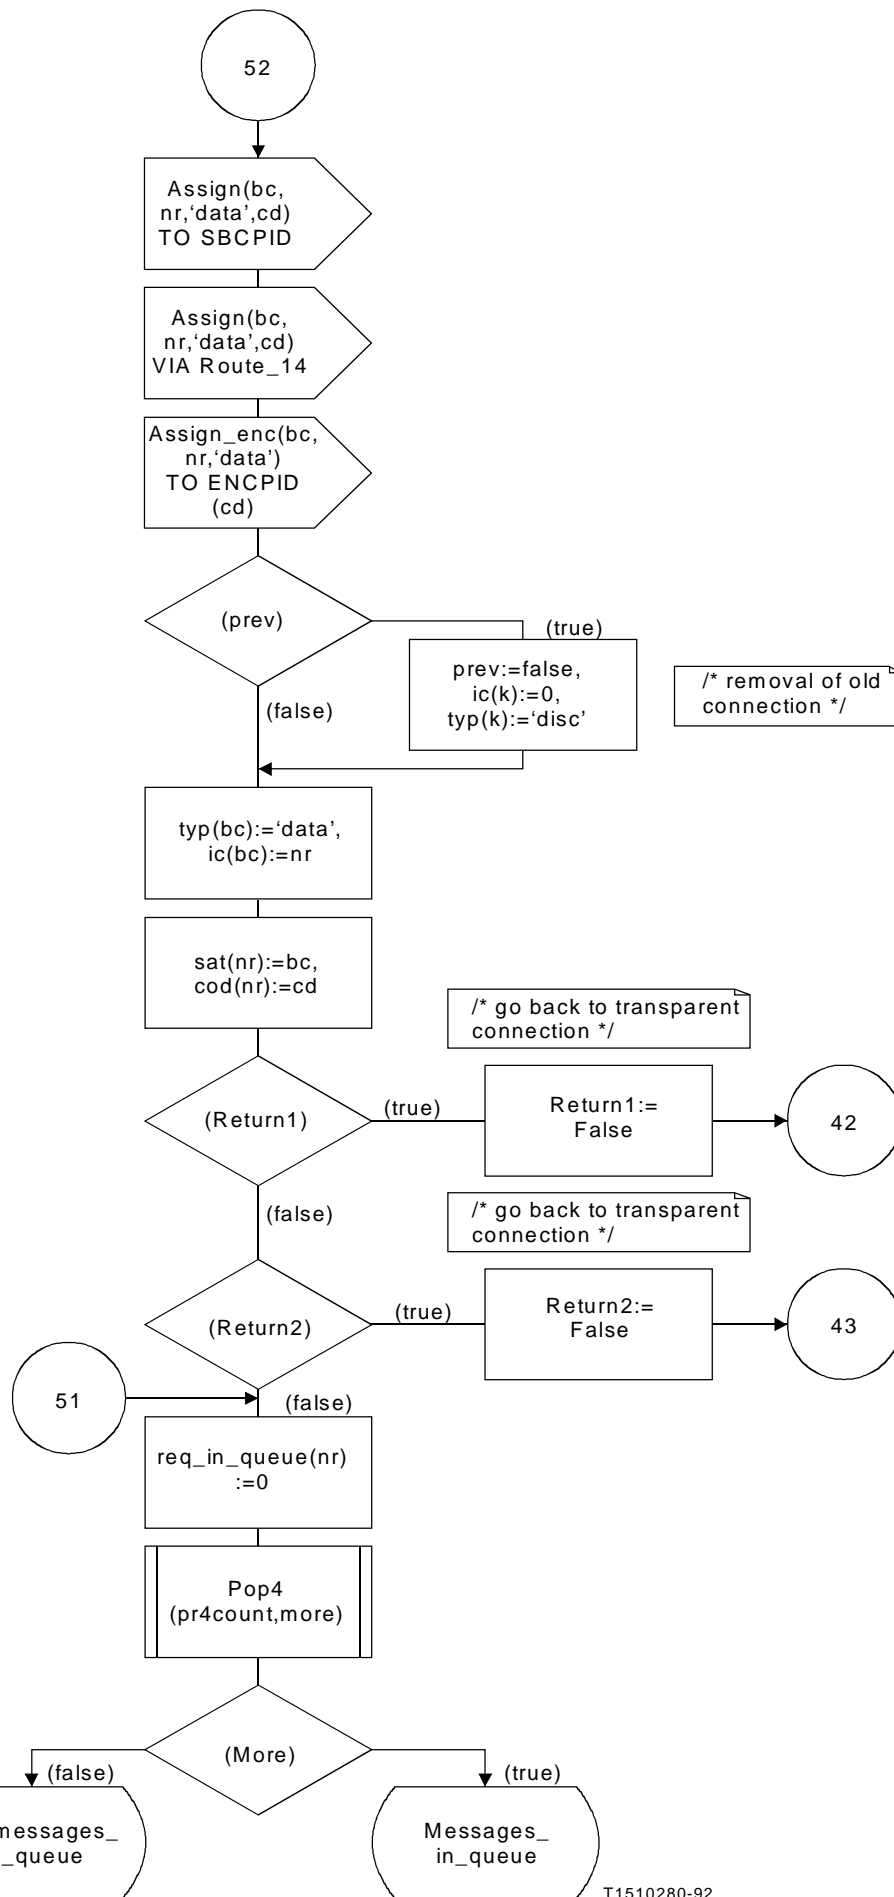 52
Assign(bc,
nr,‘data’,cd)
TO SBCPID
Assign(bc,
nr,‘data’,cd)
VIA Route_14
Assign_enc(bc,
nr,‘data’)
TO ENCPID
(cd)
(prev)
(true)
prev:=false,
ic(k):=0,
typ(k):=‘disc’
/* removal of old
connection */
(false)
typ(bc):=‘data’,
ic(bc):=nr
sat(nr):=bc,
cod(nr):=cd
/* go back to transparent
connection */
(Return1)
(true)
Return1:=
False
42
(false)
/* go back to transparent
connection */
(Return2)
(true)
Return2:=
False
43
51
(false)
req_in_queue(nr)
:=0
Pop4
(pr4count,more)
(More)
(false)
(true)
messages_
_queue
Messages_
in_queue
T1510280-92